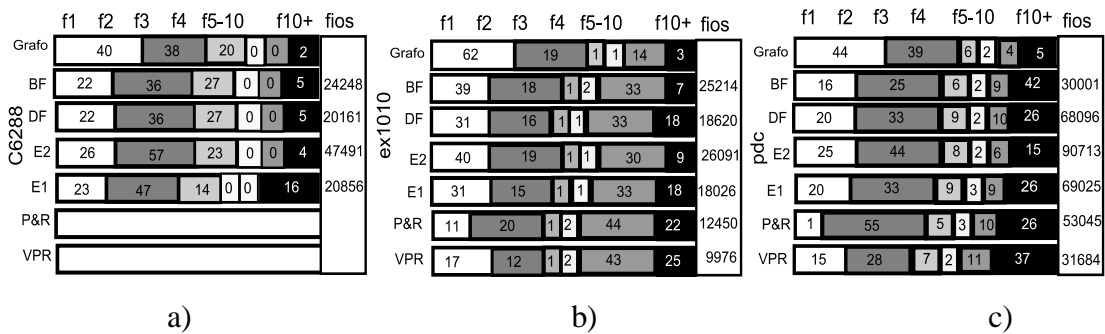 f1 f2 f3 f4 f5-10 f10+ fios
Grafo 40 38 20 0 0 2
BF 22 36 27 0 0 5 24248
DF 22 36 27 0 0 5 20161
E2 26 57 23 0 0 4 47491
E1 23 47 14 0 0 16 20856
P&R
VPR
C6288
a)
f1 f2 f3 f4 f5-10 f10+ fios
Grafo 62 19 1 1 14 3
BF 39 18 1 2 33 7 25214
DF 31 16 1 1 33 18 18620
E2 40 19 1 1 30 9 26091
E1 31 15 1 1 33 18 18026
P&R 11 20 1 2 44 22 12450
VPR 17 12 1 2 43 25 9976
ex1010
b)
f1 f2 f3 f4 f5-10 f10+ fios
Grafo 44 39 6 2 4 5
BF 16 25 6 2 9 42 30001
DF 20 33 9 2 10 26 68096
E2 25 44 8 2 6 15 90713
E1 20 33 9 3 9 26 69025
P&R 1 55 5 3 10 26 53045
VPR 15 28 7 2 11 37 31684
pdc
c)